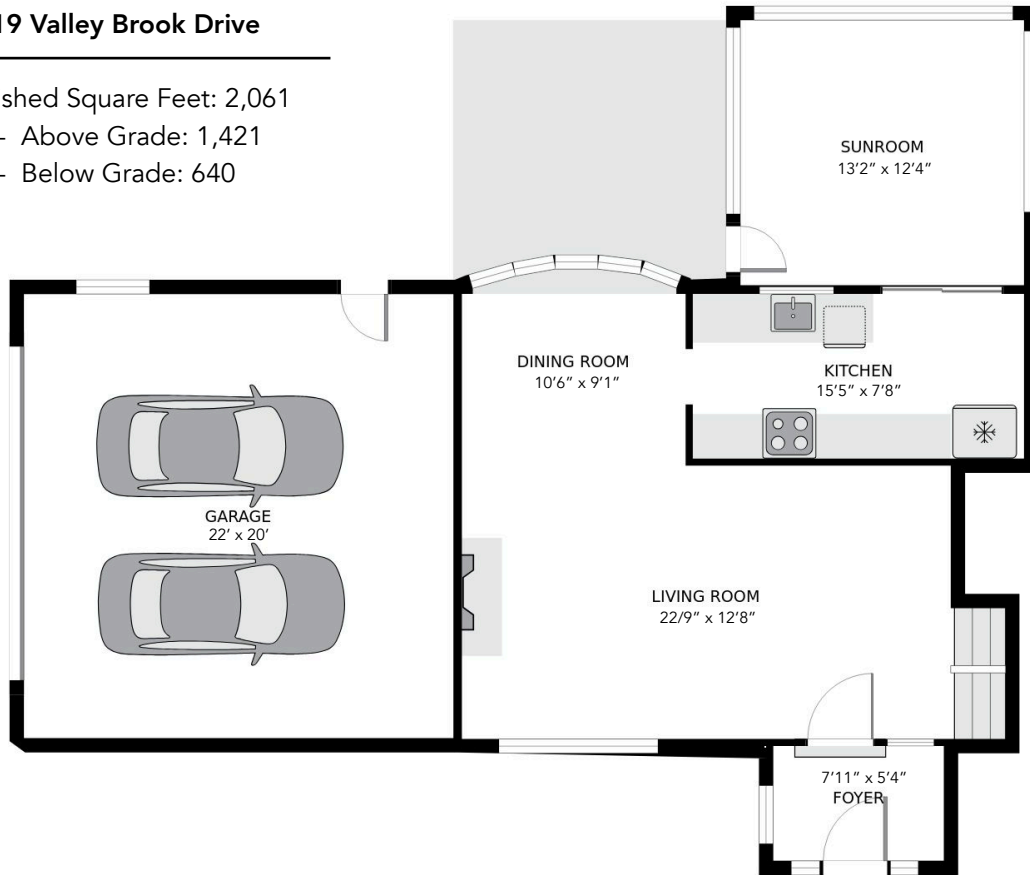 19 Valley Brook Drive
shed Square Feet: 2,061
- Above Grade: 1,421
- Below Grade: 640
SUNROOM
13'2" x 12'4"
DINING ROOM
10'6" x 9'1"
KITCHEN
15'5" x 7'8"
GARAGE
22' x 20'
LIVING ROOM
22/9" x 12'8"
7'11" x 5'4"
FOYER